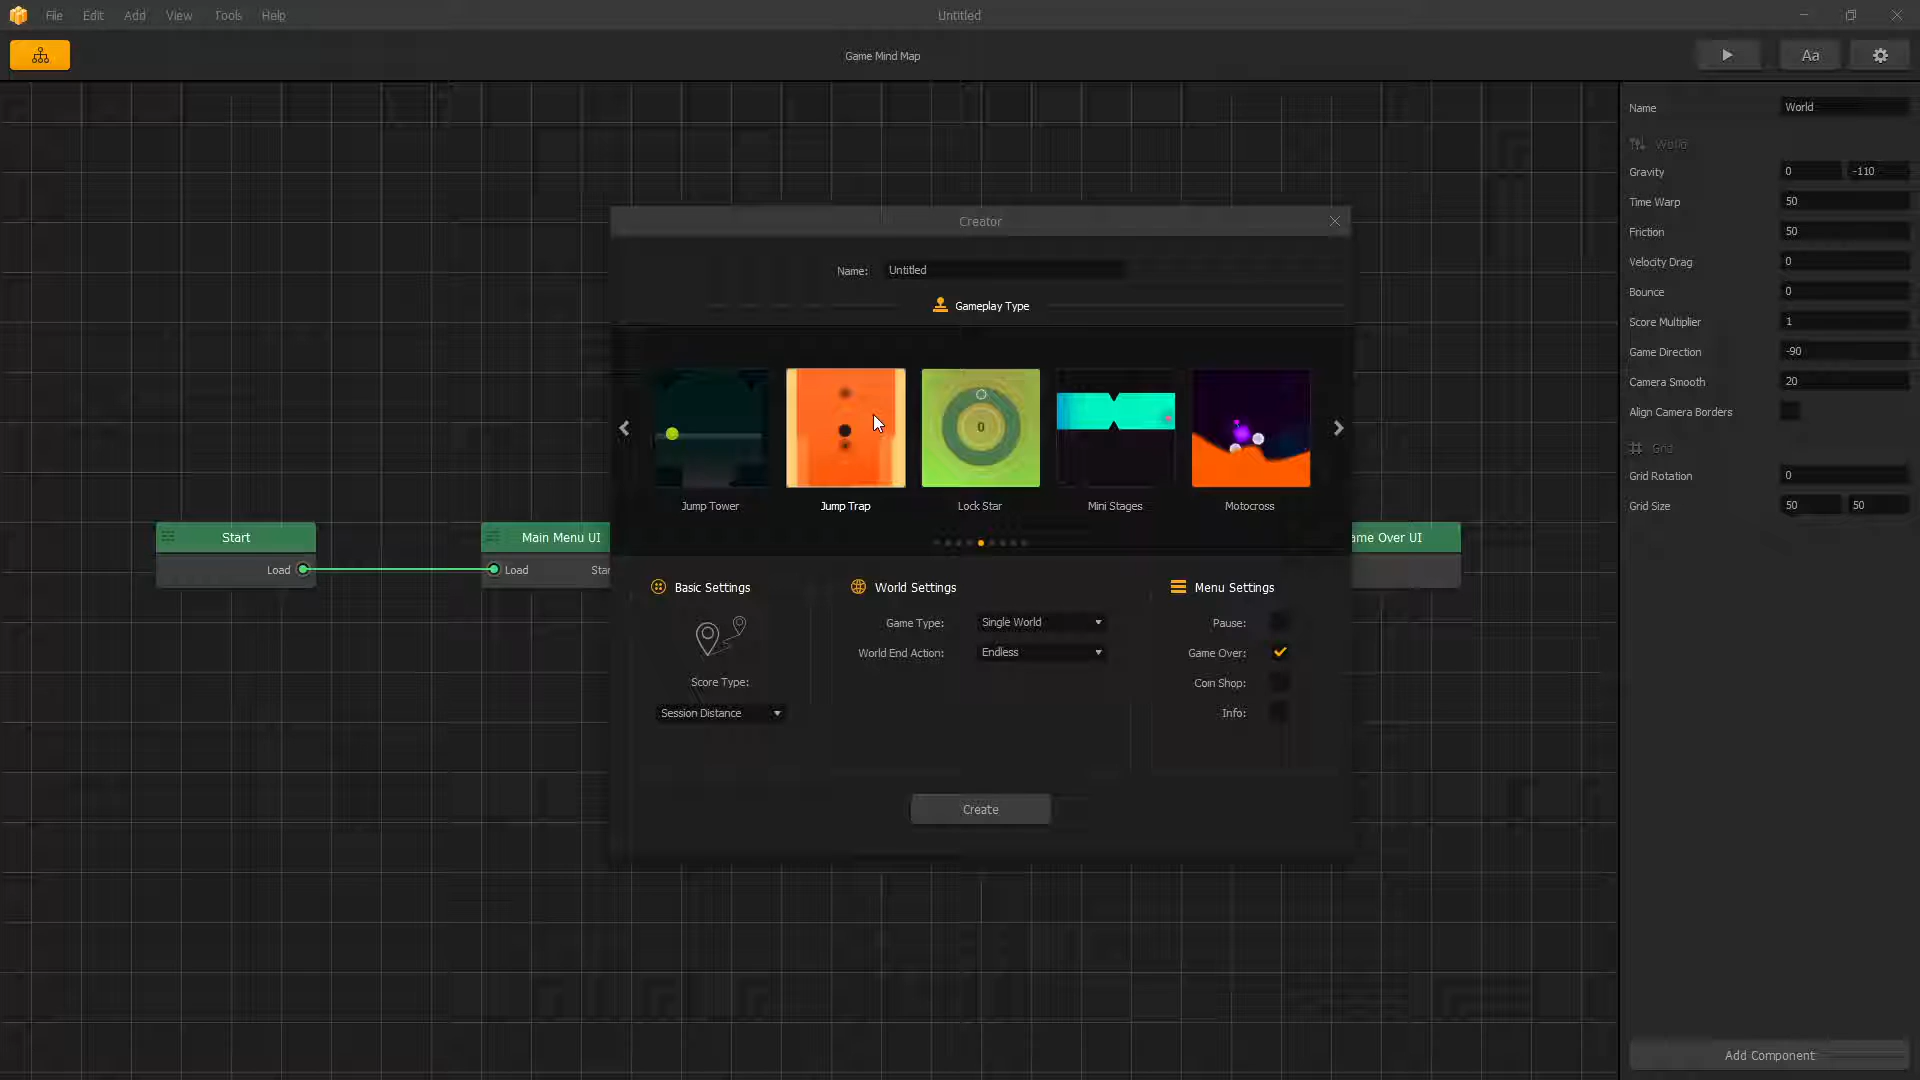 File Edit Add View Tools Help
Untitled
Game Mind Map
Aa
Name World
World
Gravity 0 -110
Time Warp 50
Friction 50
Velocity Drag 0
Bounce 0
Score Multiplier 1
Game Direction -90
Camera Smooth 20
Align Camera Borders
Grid
Grid Rotation 0
Grid Size 50 50
Add Component
Start
Load
Main Menu UI
Load Star
ame Over UI
Creator
Name: Untitled
Gameplay Type
0
Jump Tower Jump Trap Lock Star Mini Stages Motocross
Basic Settings
Score Type:
Session Distance
World Settings
Game Type: Single World
World End Action: Endless
Menu Settings
Pause:
Game Over:
Coin Shop:
Info:
Create